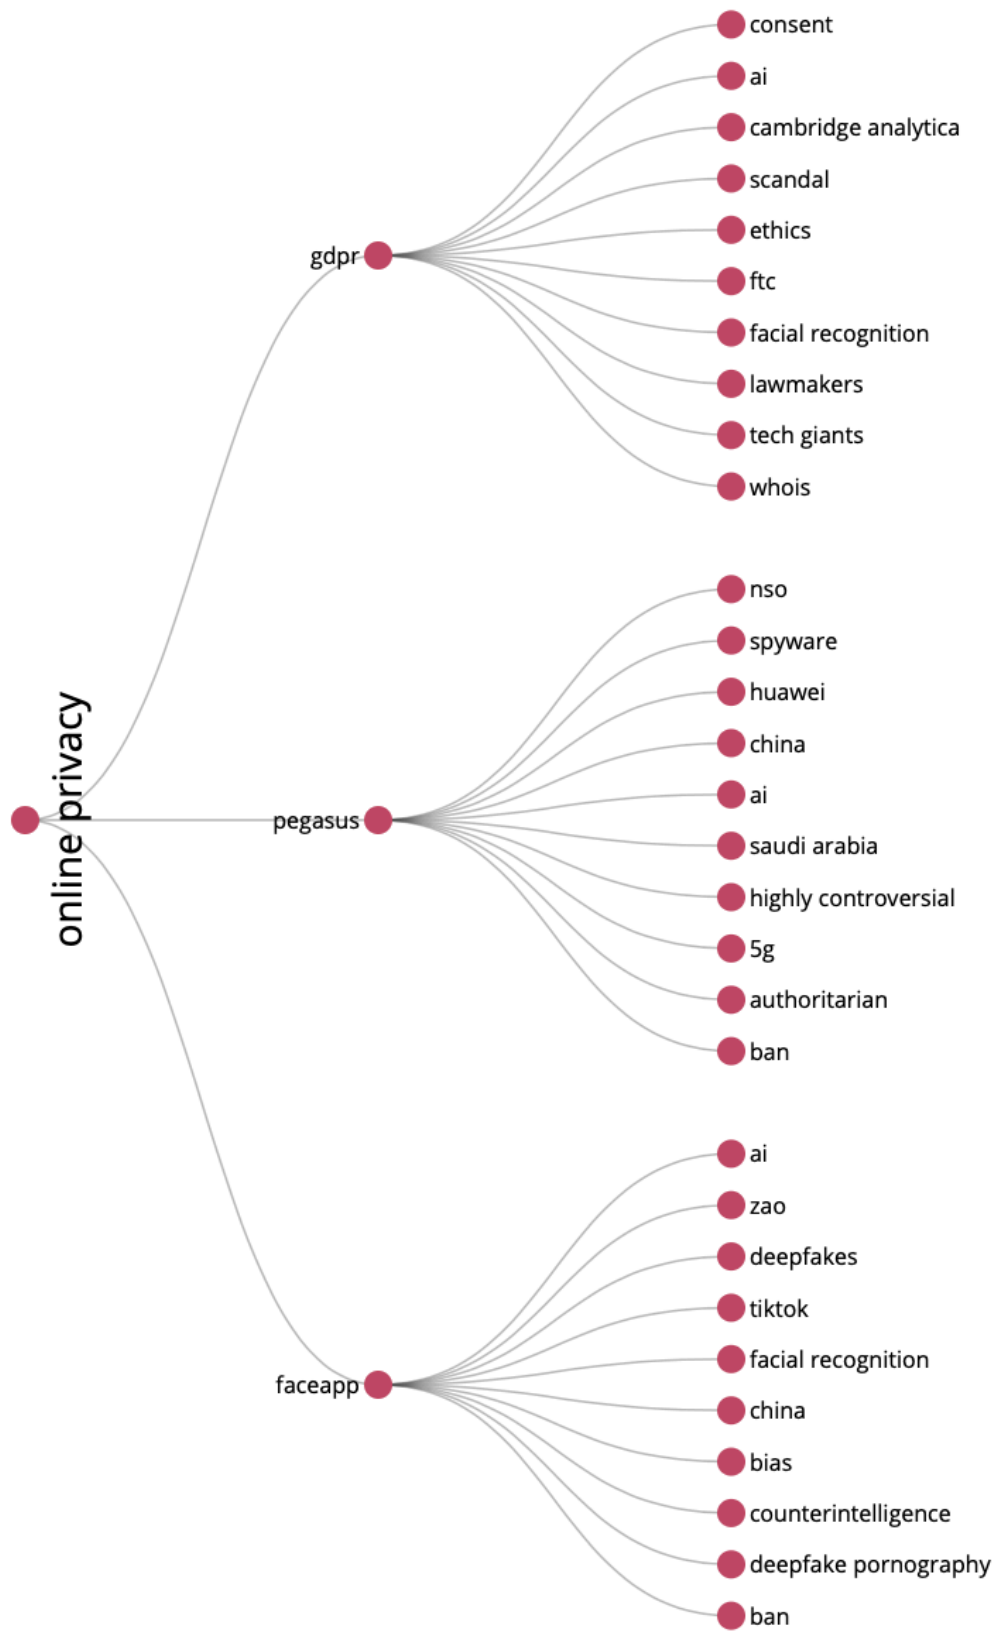 online privacy
gdpr
consent
ai
cambridge analytica
scandal
ethics
ftc
facial recognition
lawmakers
tech giants
whois
pegasus
nso
spyware
huawei
china
ai
saudi arabia
highly controversial
5g
authoritarian
ban
faceapp
ai
zao
deepfakes
tiktok
facial recognition
china
bias
counterintelligence
deepfake pornography
ban